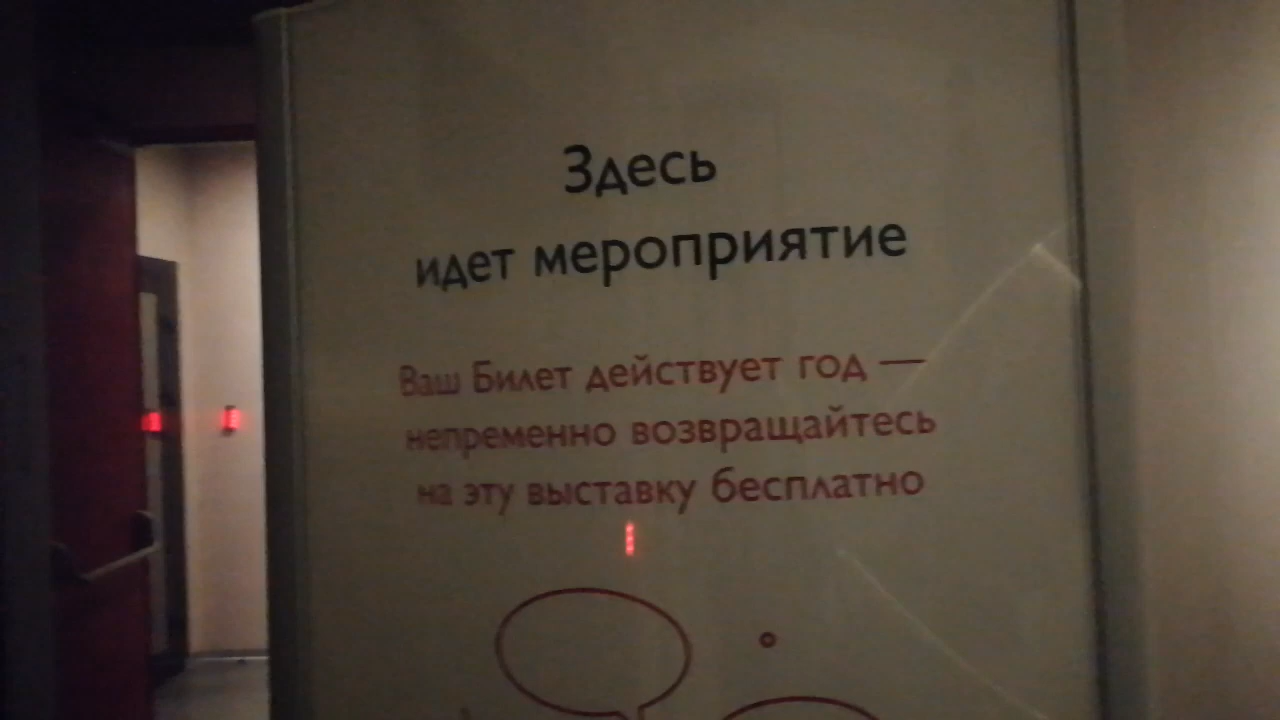 Здесь
идет мероприятие
Ваш Билет действует год —
непременно возвращайтесь
на эту выставку бесплатно